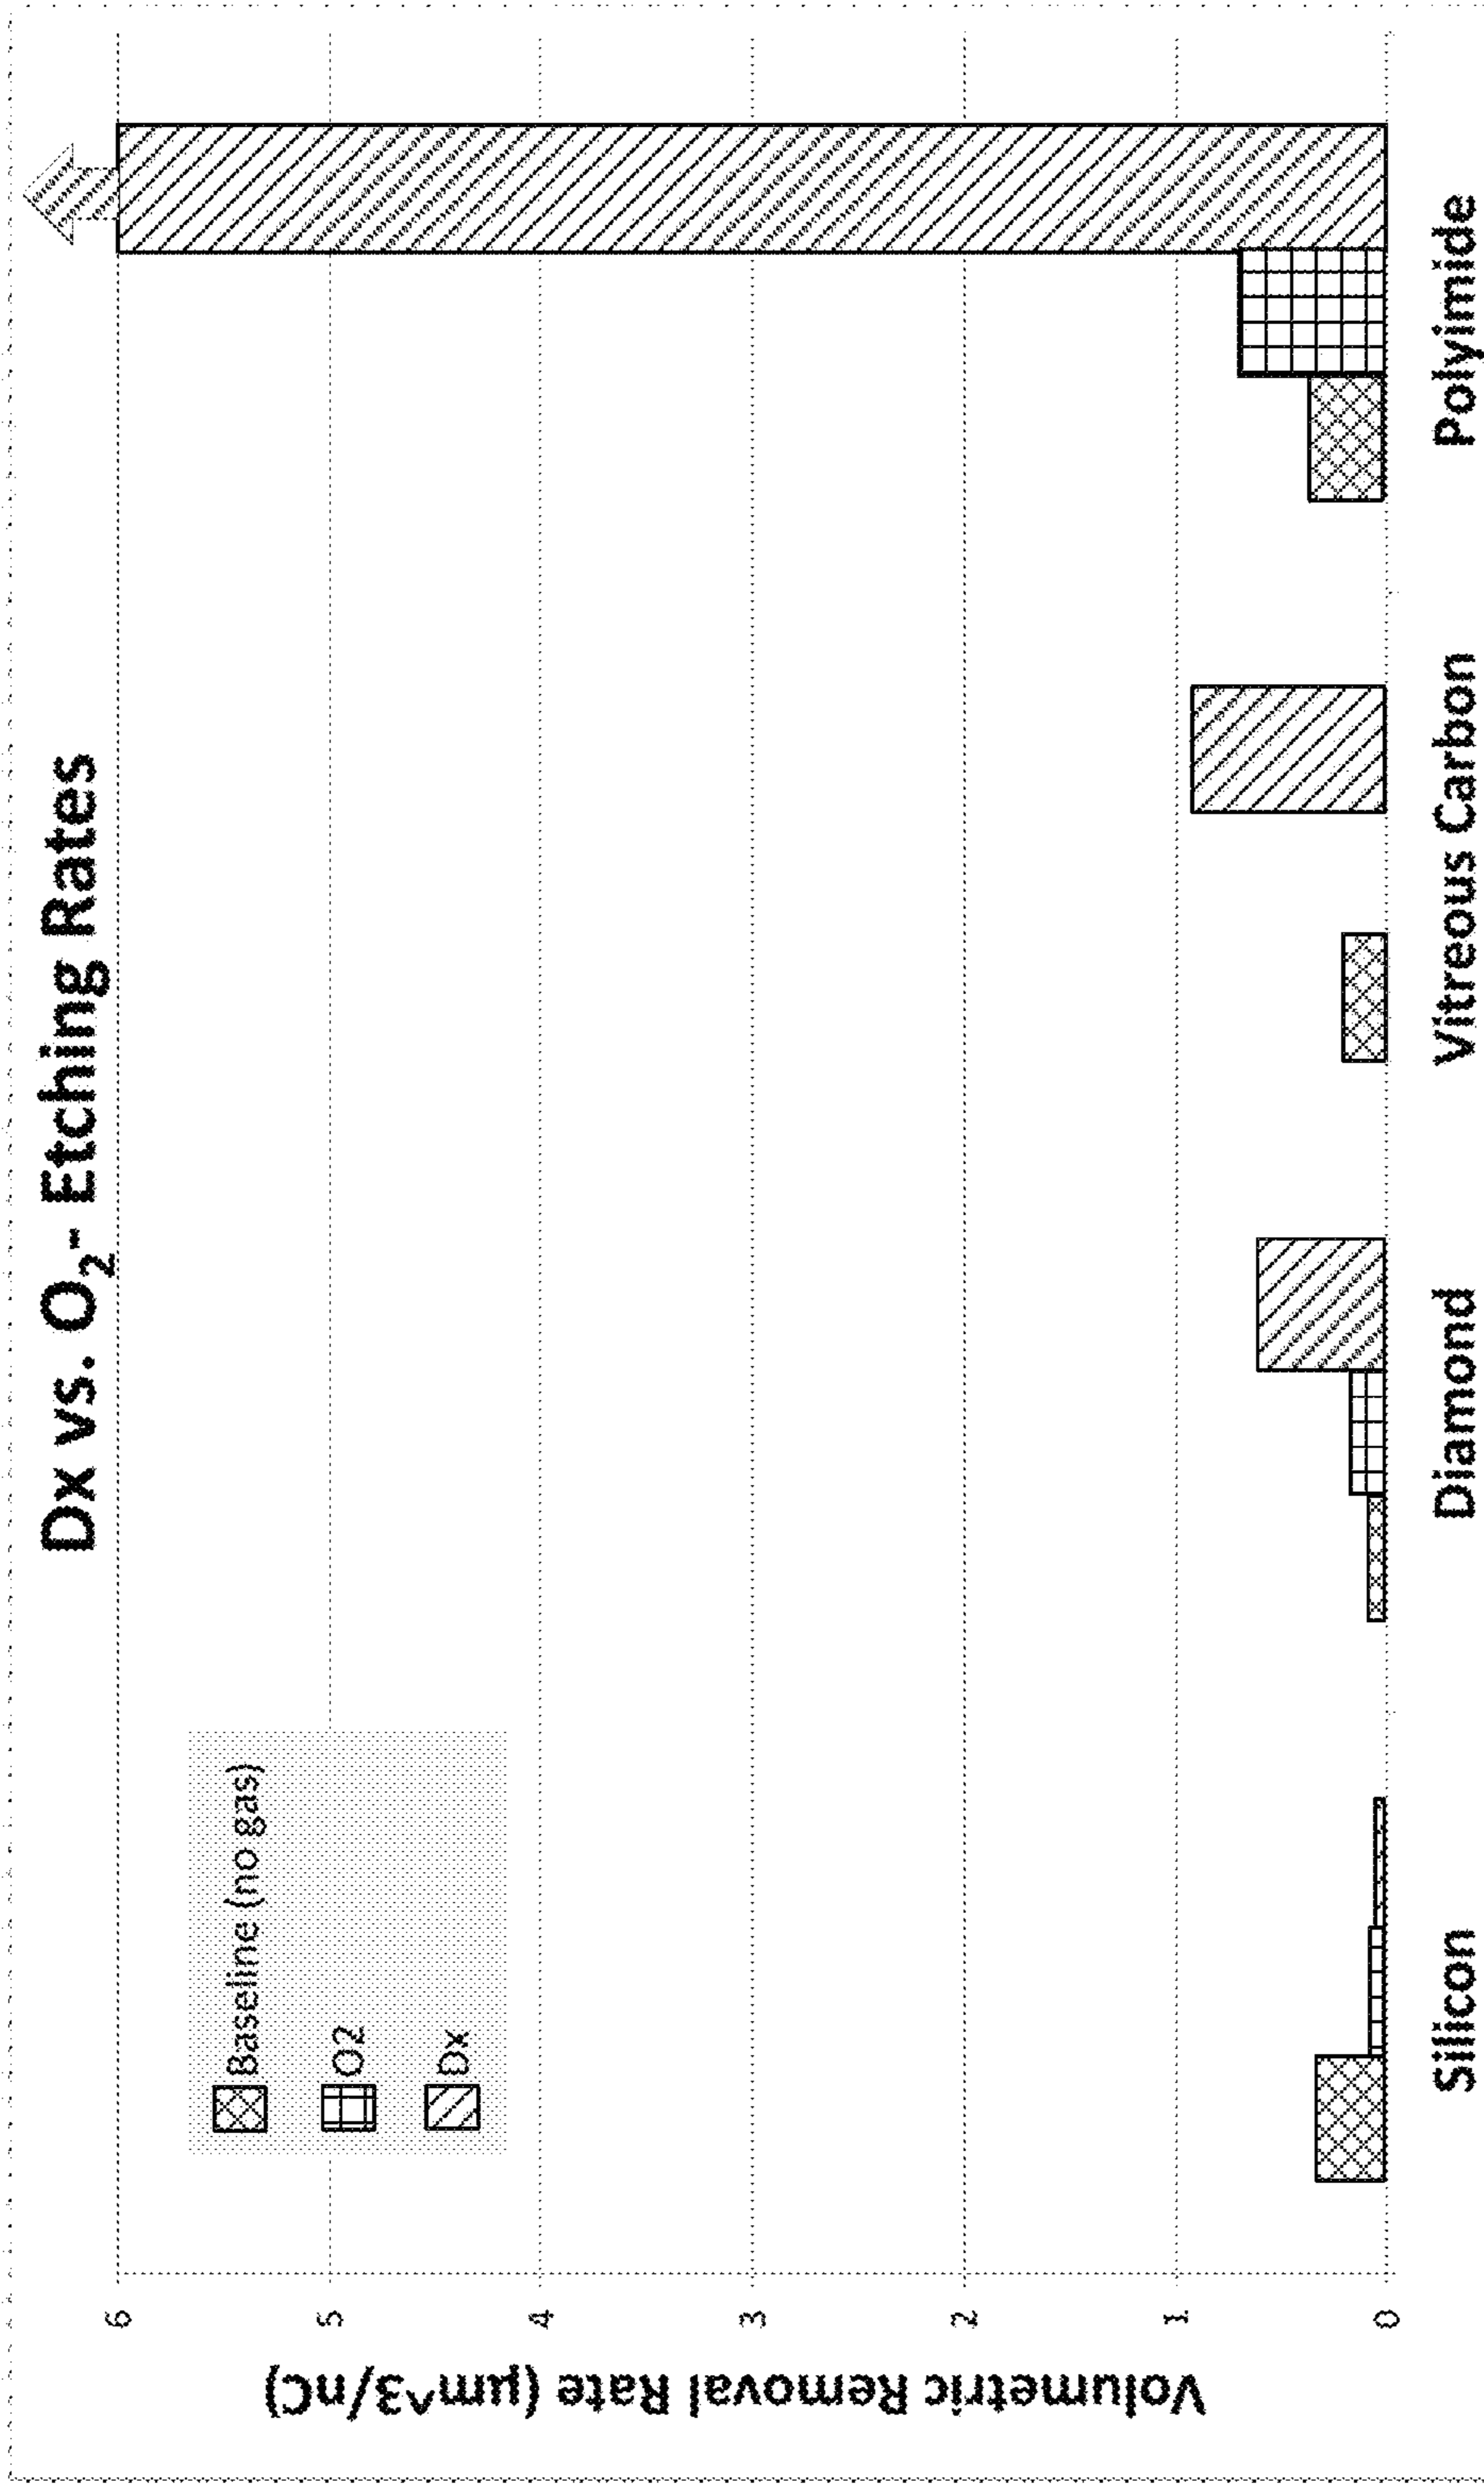 Dx vs. O₂- Etching Rates
Baseline (no gas)
O2
Dx
Volumetric Removal Rate (µm^3/nC)
6
5
4
3
2
1
0
Silicon
Diamond
Vitreous Carbon
Polyimide